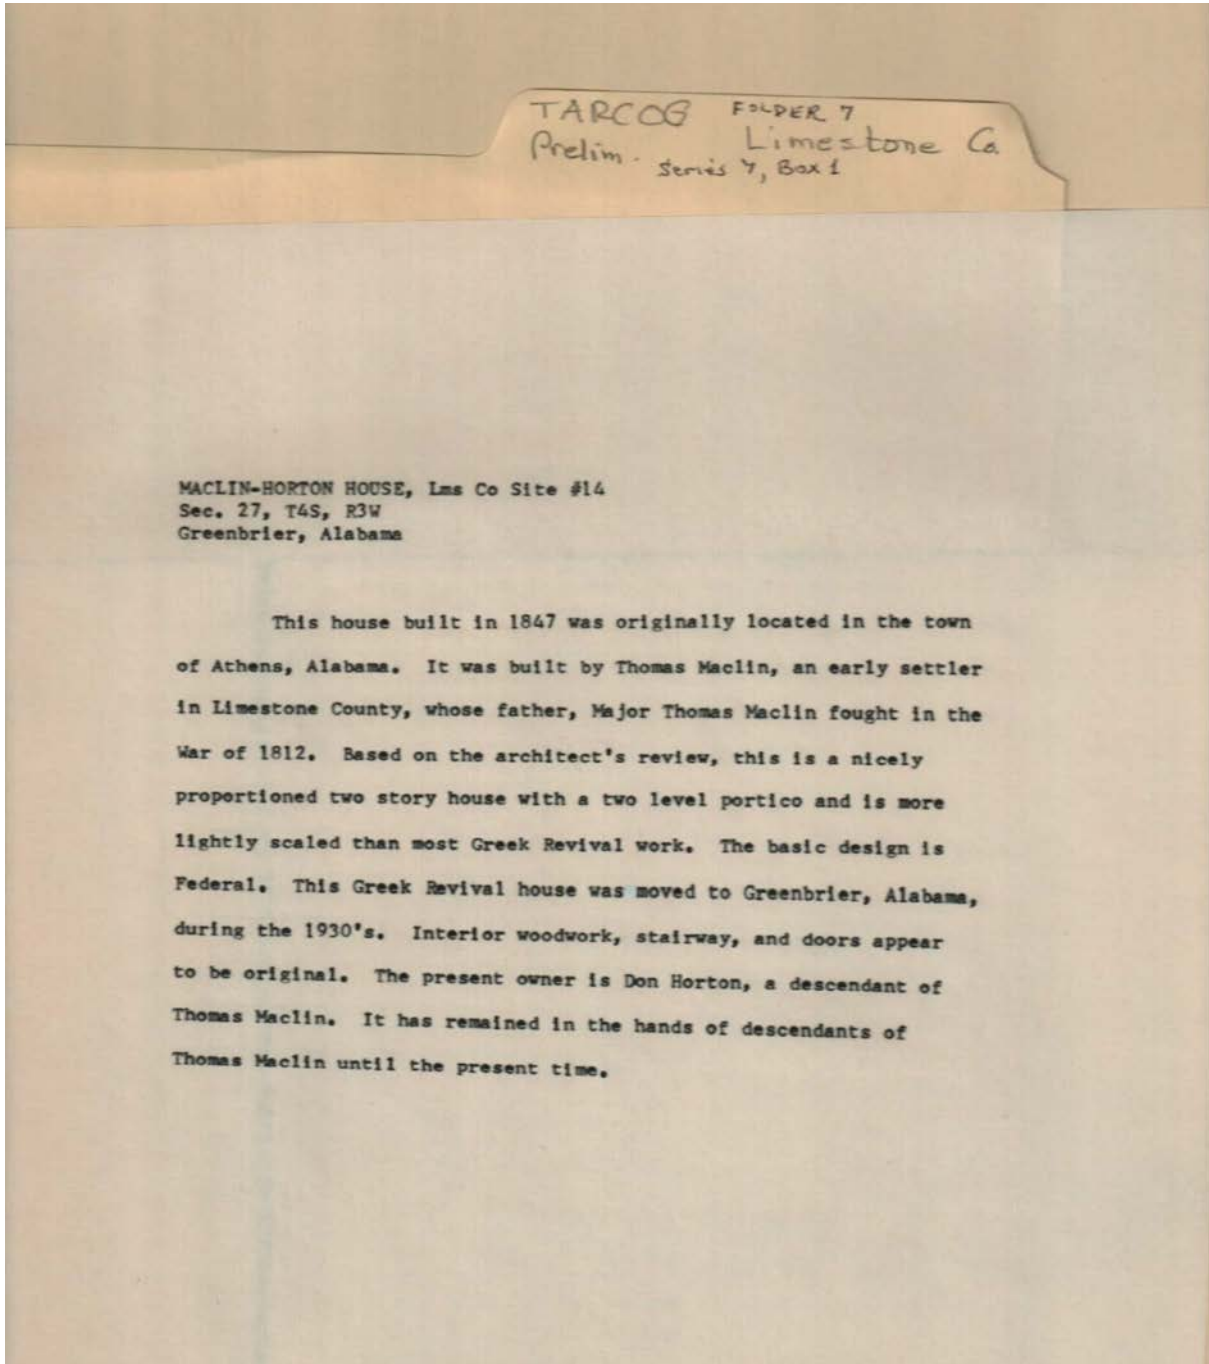 TARCOG FOLDER 7
Prelim. Limestone Co.
Series 7, Box 1
MACLIN-HORTON HOUSE, Lms Co Site #14
Sec. 27, T4S, R3W
Greenbrier, Alabama
This house built in 1847 was originally located in the town
of Athens, Alabama. It was built by Thomas Maclin, an early settler
in Limestone County, whose father, Major Thomas Maclin fought in the
War of 1812. Based on the architect's review, this is a nicely
proportioned two story house with a two level portico and is more
lightly scaled than most Greek Revival work. The basic design is
Federal. This Greek Revival house was moved to Greenbrier, Alabama,
during the 1930's. Interior woodwork, stairway, and doors appear
to be original. The present owner is Don Horton, a descendant of
Thomas Maclin. It has remained in the hands of descendants of
Thomas Maclin until the present time.